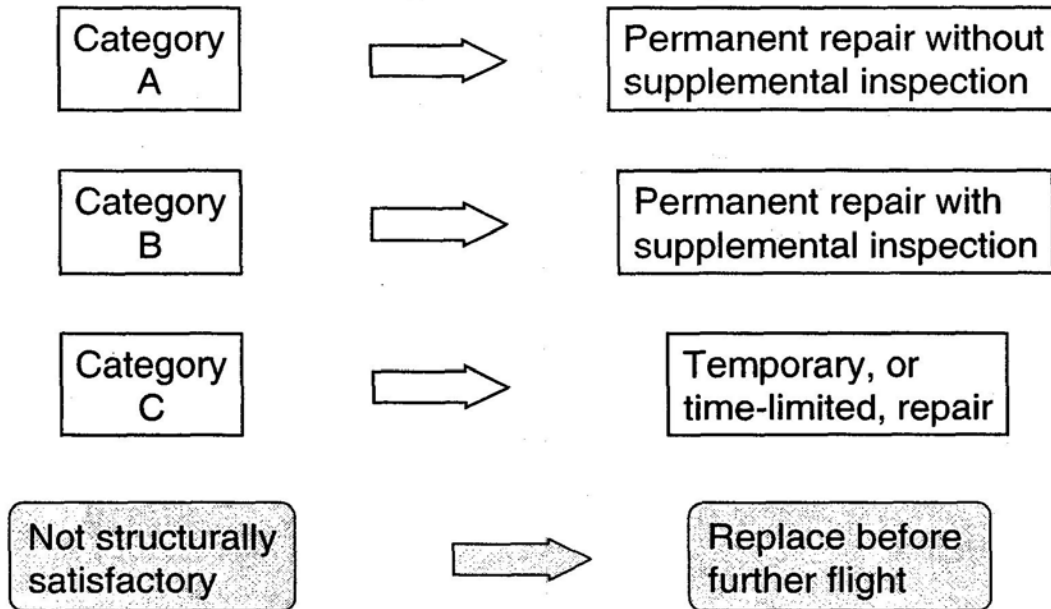 Category
A
Permanent repair without
supplemental inspection
Category
B
Permanent repair with
supplemental inspection
Category
C
Temporary, or
time-limited, repair
Not structurally
satisfactory
Replace before
further flight